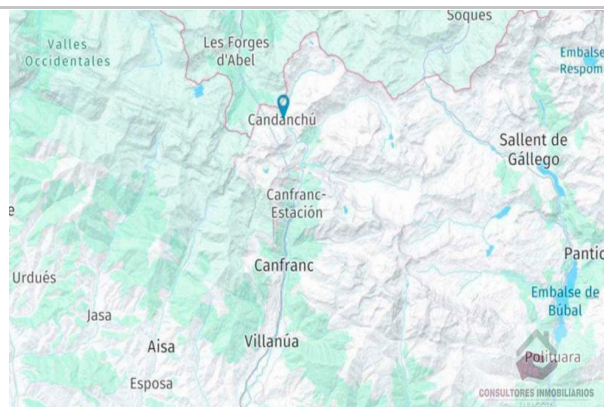 Soques
Valles
Occidentales
Les Forges
d'Abel
Embalse
Respom
Candanchú
Sallent de
Gállego
Canfranc-
Estación
e
Canfranc
Pantic
Urdués
Embalse de
Búbal
Jasa
Aisa
Villanúa
Polituara
Esposa
CONSULTORES INMOBILIARIOS